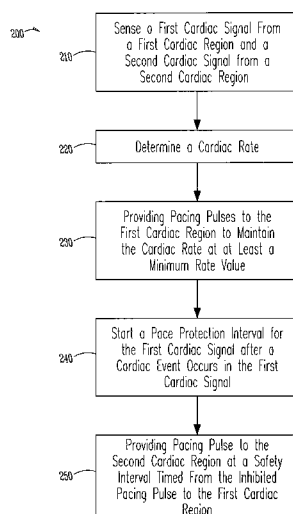 200
210
Sense a First Cardiac Signal From
a First Cardiac Region and a
Second Cardiac Signal from a
Second Cardiac Region
220
Determine a Cardiac Rate
230
Providing Pacing Pulses to the
First Cardiac Region to Maintain
the Cardiac Rate at at Least a
Minimum Rate Value
240
Start a Pace Protection Interval for
the First Cardiac Signal after a
Cardiac Event Occurs in the First
Cardiac Signal
250
Providing Pacing Pulse to the
Second Cardiac Region at a Safety
Interval Timed From the Inhibited
Pacing Pulse to the First Cardiac
Region